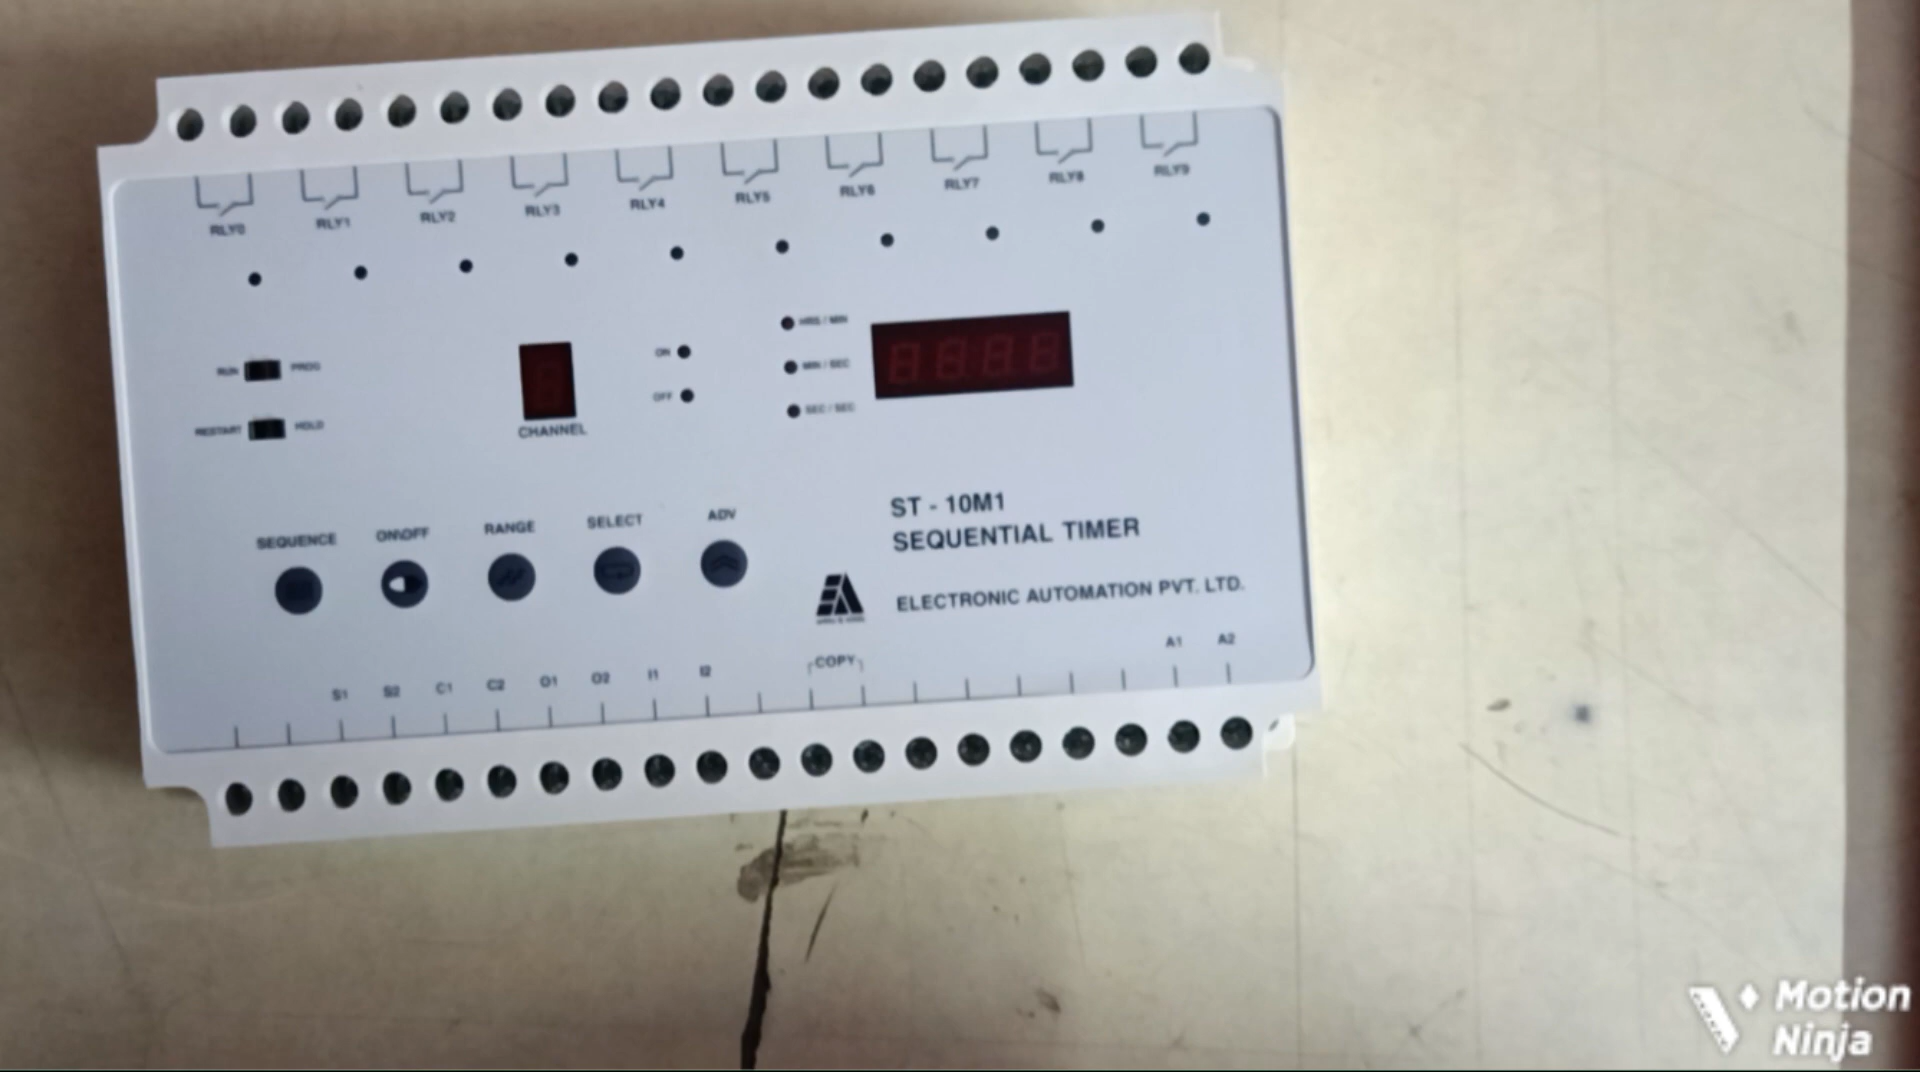 RLY0 RLY1 RLY2 RLY3 RLY4 RLY5 RLY6 RLY7 RLY8 RLY9
RUN PROG
RESTART HOLD
CHANNEL
ON
OFF
HRS / MIN
MIN / SEC
SEC / SEC
ST - 10M1
SEQUENTIAL TIMER
SEQUENCE ON\OFF RANGE SELECT ADV
ELECTRONIC AUTOMATION PVT. LTD.
S1 S2 C1 C2 O1 O2 I1 I2 COPY A1 A2
Motion
Ninja